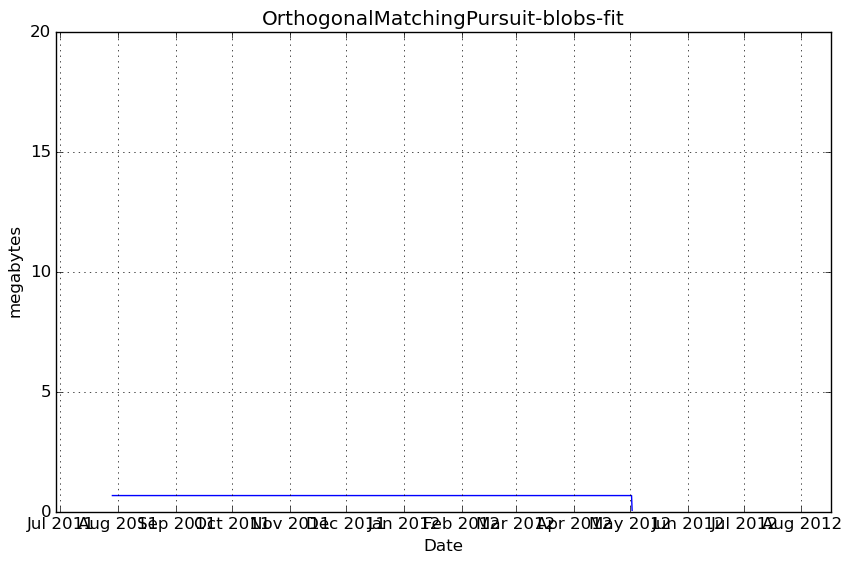 OrthogonalMatchingPursuit-blobs-fit
20
15
10
5
0
megabytes
Jul 2011 Aug 2011 Sep 2011 Oct 2011 Nov 2011 Dec 2011 Jan 2012 Feb 2012 Mar 2012 Apr 2012 May 2012 Jun 2012 Jul 2012 Aug 2012
Date